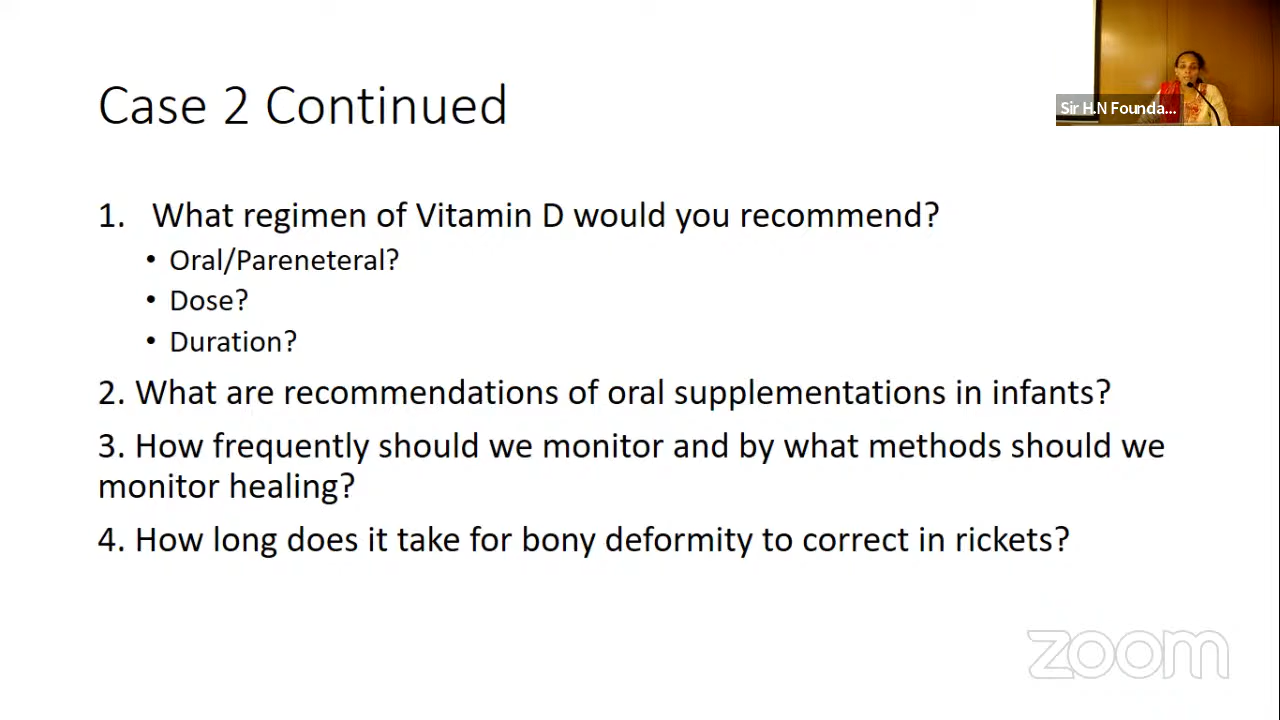 Case 2 Continued
Sir H.N Founda...
1. What regimen of Vitamin D would you recommend?
• Oral/Pareneteral?
• Dose?
• Duration?
2. What are recommendations of oral supplementations in infants?
3. How frequently should we monitor and by what methods should we
monitor healing?
4. How long does it take for bony deformity to correct in rickets?
zoom